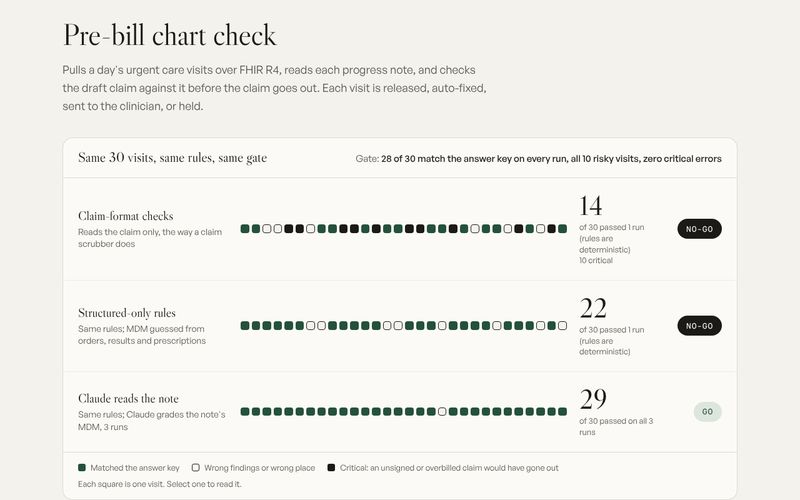 Pre-bill chart check
Pulls a day's urgent care visits over FHIR R4, reads each progress note, and checks
the draft claim against it before the claim goes out. Each visit is released, auto-fixed,
sent to the clinician, or held.
Same 30 visits, same rules, same gate
Gate: 28 of 30 match the answer key on every run, all 10 risky visits, zero critical errors
Claim-format checks
Reads the claim only, the way a claim
scrubber does
14
of 30 passed 1 run
(rules are
deterministic)
10 critical
NO-GO
Structured-only rules
Same rules; MDM guessed from
orders, results and prescriptions
22
of 30 passed 1 run
(rules are
deterministic)
NO-GO
Claude reads the note
Same rules; Claude grades the note's
MDM, 3 runs
29
of 30 passed on all 3
runs
GO
Matched the answer key
Wrong findings or wrong place
Critical: an unsigned or overbilled claim would have gone out
Each square is one visit. Select one to read it.